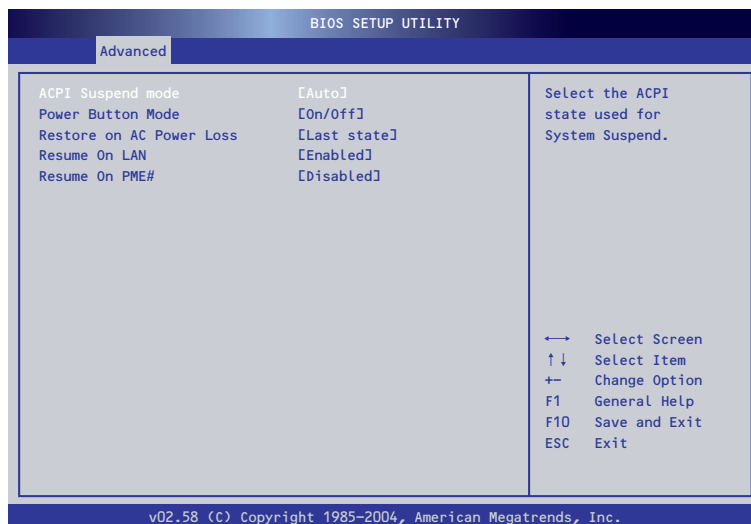 BIOS SETUP UTILITY
Advanced
ACPI Suspend mode [Auto]
Power Button Mode [On/Off]
Restore on AC Power Loss [Last state]
Resume On LAN [Enabled]
Resume On PME# [Disabled]
Select the ACPI
state used for
System Suspend.
←→ Select Screen
↑↓ Select Item
+- Change Option
F1 General Help
F10 Save and Exit
ESC Exit
v02.58 (C) Copyright 1985-2004, American Megatrends, Inc.